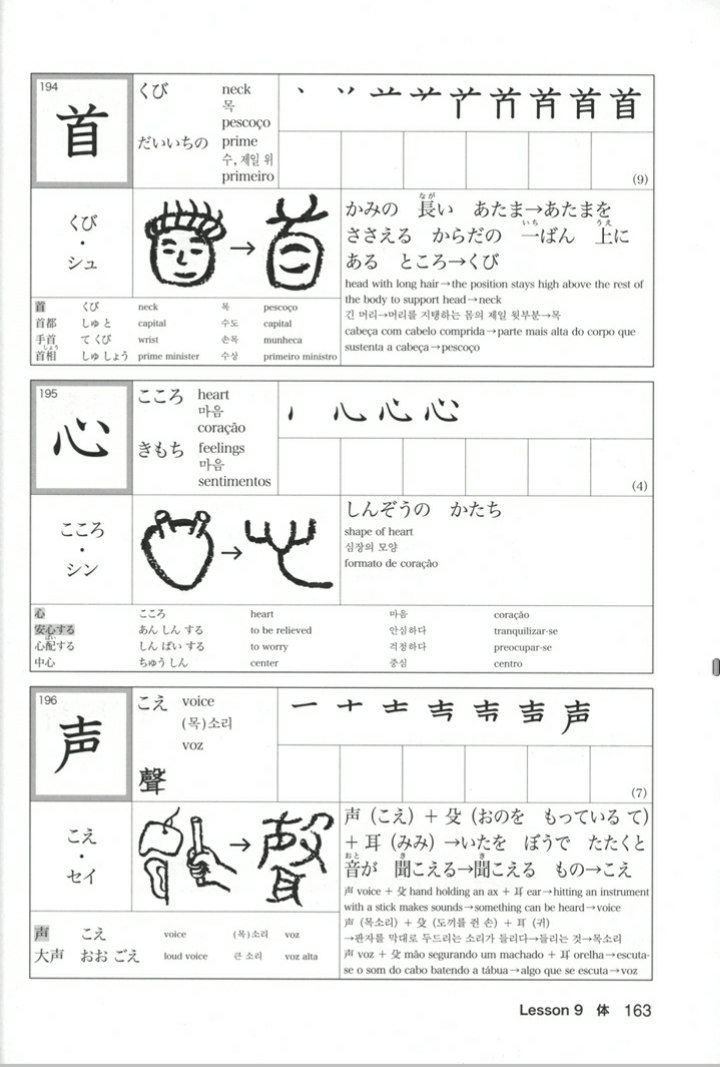 194
首
くび neck
목
pescoço
だいいちの prime
수, 제일 위
primeiro
(9)
くび
・
シュ
→
かみの 長い あたま→あたまを
なが
ささえる からだの 一ばん 上に
いち うえ
ある ところ→くび
head with long hair→the position stays high above the rest of
the body to support head→neck
긴 머리→머리를 지탱하는 몸의 제일 윗부분→목
cabeça com cabelo comprida→parte mais alta do corpo que
sustenta a cabeça→pescoço
首 くび neck 목 pescoço
首都 しゅ と capital 수도 capital
手首 て くび wrist 손목 munheca
しょう
首相 しゅ しょう prime minister 수상 primeiro ministro
195
心
こころ heart
마음
coração
きもち feelings
마음
sentimentos
心 心
(4)
こころ
・
シン
→
しんぞうの かたち
shape of heart
심장의 모양
formato de coração
心 こころ heart 마음 coração
安心する あん しん する to be relieved 안심하다 tranquilizar-se
ぱい
心配する しん ぱい する to worry 걱정하다 preocupar-se
中心 ちゅう しん center 중심 centro
196
声
こえ voice
(목)소리
voz
聲
(7)
こえ
・
セイ
→
声（こえ）＋殳（おのを もっている て）
＋耳（みみ）→いたを ぼうで たたくと
おと き き
音が 聞こえる→聞こえる もの→こえ
声 voice + 殳 hand holding an ax + 耳 ear→hitting an instrument
with a stick makes sounds→something can be heard→voice
声 (목소리) + 殳 (도끼를 쥔 손) + 耳 (귀)
→판자를 막대로 두드리는 소리가 들리다→들리는 것→목소리
声 voz + 殳 mão segurando um machado + 耳 orelha→escuta-
se o som do cabo batendo a tábua→algo que se escuta→voz
声 こえ voice (목)소리 voz
大声 おお ごえ loud voice 큰 소리 voz alta
Lesson 9 体 163